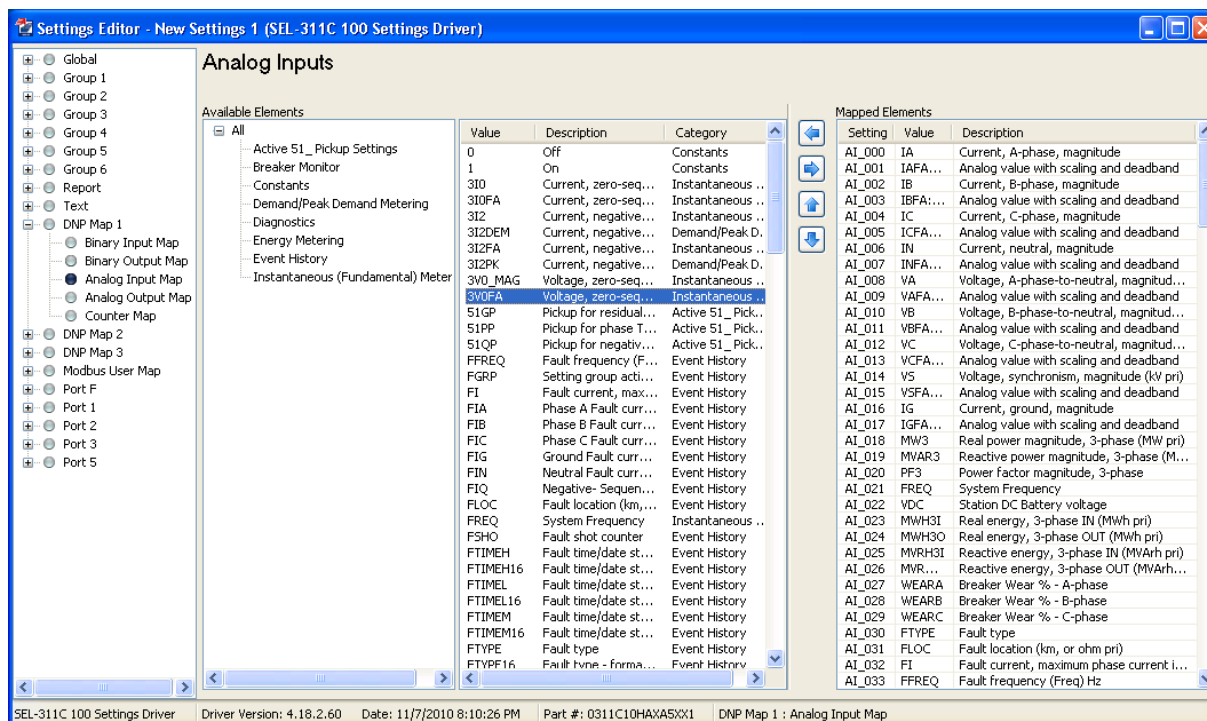 Settings Editor - New Settings 1 (SEL-311C 100 Settings Driver)
Global
Group 1
Group 2
Group 3
Group 4
Group 5
Group 6
Report
Text
DNP Map 1
Binary Input Map
Binary Output Map
Analog Input Map
Analog Output Map
Counter Map
DNP Map 2
DNP Map 3
Modbus User Map
Port F
Port 1
Port 2
Port 3
Port 5
Analog Inputs
Available Elements
All
Active 51_ Pickup Settings
Breaker Monitor
Constants
Demand/Peak Demand Metering
Diagnostics
Energy Metering
Event History
Instantaneous (Fundamental) Meter
Value Description Category
0 Off Constants
1 On Constants
3I0 Current, zero-seq... Instantaneous ..
3I0FA Current, zero-seq... Instantaneous ..
3I2 Current, negative... Instantaneous ..
3I2DEM Current, negative... Demand/Peak D.
3I2FA Current, negative... Instantaneous ..
3I2PK Current, negative... Demand/Peak D.
3V0_MAG Voltage, zero-seq... Instantaneous ..
3V0FA Voltage, zero-seq... Instantaneous ..
51GP Pickup for residual... Active 51_ Pick..
51PP Pickup for phase T... Active 51_ Pick..
51QP Pickup for negativ... Active 51_ Pick..
FFREQ Fault frequency (F... Event History
FGRP Setting group acti... Event History
FI Fault current, max... Event History
FIA Phase A Fault curr... Event History
FIB Phase B Fault curr... Event History
FIC Phase C Fault curr... Event History
FIG Ground Fault curr... Event History
FIN Neutral Fault curr... Event History
FIQ Negative- Sequen... Event History
FLOC Fault location (km,... Event History
FREQ System Frequency Instantaneous ..
FSHO Fault shot counter Event History
FTIMEH Fault time/date st... Event History
FTIMEH16 Fault time/date st... Event History
FTIMEL Fault time/date st... Event History
FTIMEL16 Fault time/date st... Event History
FTIMEM Fault time/date st... Event History
FTIMEM16 Fault time/date st... Event History
FTYPE Fault type Event History
FTYPE16 Fault type - forma... Event History
Mapped Elements
Setting Value Description
AI_000 IA Current, A-phase, magnitude
AI_001 IAFA... Analog value with scaling and deadband
AI_002 IB Current, B-phase, magnitude
AI_003 IBFA:... Analog value with scaling and deadband
AI_004 IC Current, C-phase, magnitude
AI_005 ICFA... Analog value with scaling and deadband
AI_006 IN Current, neutral, magnitude
AI_007 INFA... Analog value with scaling and deadband
AI_008 VA Voltage, A-phase-to-neutral, magnitud...
AI_009 VAFA... Analog value with scaling and deadband
AI_010 VB Voltage, B-phase-to-neutral, magnitud...
AI_011 VBFA... Analog value with scaling and deadband
AI_012 VC Voltage, C-phase-to-neutral, magnitud...
AI_013 VCFA... Analog value with scaling and deadband
AI_014 VS Voltage, synchronism, magnitude (kV pri)
AI_015 VSFA... Analog value with scaling and deadband
AI_016 IG Current, ground, magnitude
AI_017 IGFA... Analog value with scaling and deadband
AI_018 MW3 Real power magnitude, 3-phase (MW pri)
AI_019 MVAR3 Reactive power magnitude, 3-phase (M...
AI_020 PF3 Power factor magnitude, 3-phase
AI_021 FREQ System Frequency
AI_022 VDC Station DC Battery voltage
AI_023 MWH3I Real energy, 3-phase IN (MWh pri)
AI_024 MWH3O Real energy, 3-phase OUT (MWh pri)
AI_025 MVRH3I Reactive energy, 3-phase IN (MVArh pri)
AI_026 MVR... Reactive energy, 3-phase OUT (MVArh...
AI_027 WEARA Breaker Wear % - A-phase
AI_028 WEARB Breaker Wear % - B-phase
AI_029 WEARC Breaker Wear % - C-phase
AI_030 FTYPE Fault type
AI_031 FLOC Fault location (km, or ohm pri)
AI_032 FI Fault current, maximum phase current i...
AI_033 FFREQ Fault frequency (Freq) Hz
SEL-311C 100 Settings Driver Driver Version: 4.18.2.60 Date: 11/7/2010 8:10:26 PM Part #: 0311C10HAXA5XX1 DNP Map 1 : Analog Input Map